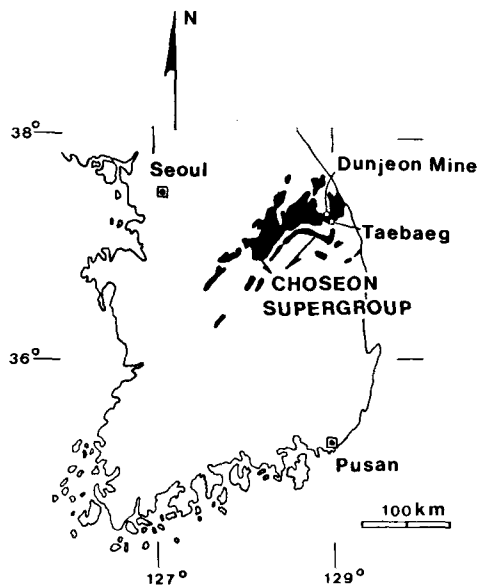 N
38°
Seoul
Dunjeon Mine
Taebaeg
CHOSEON
SUPERGROUP
36°
Pusan
100 km
127°
129°